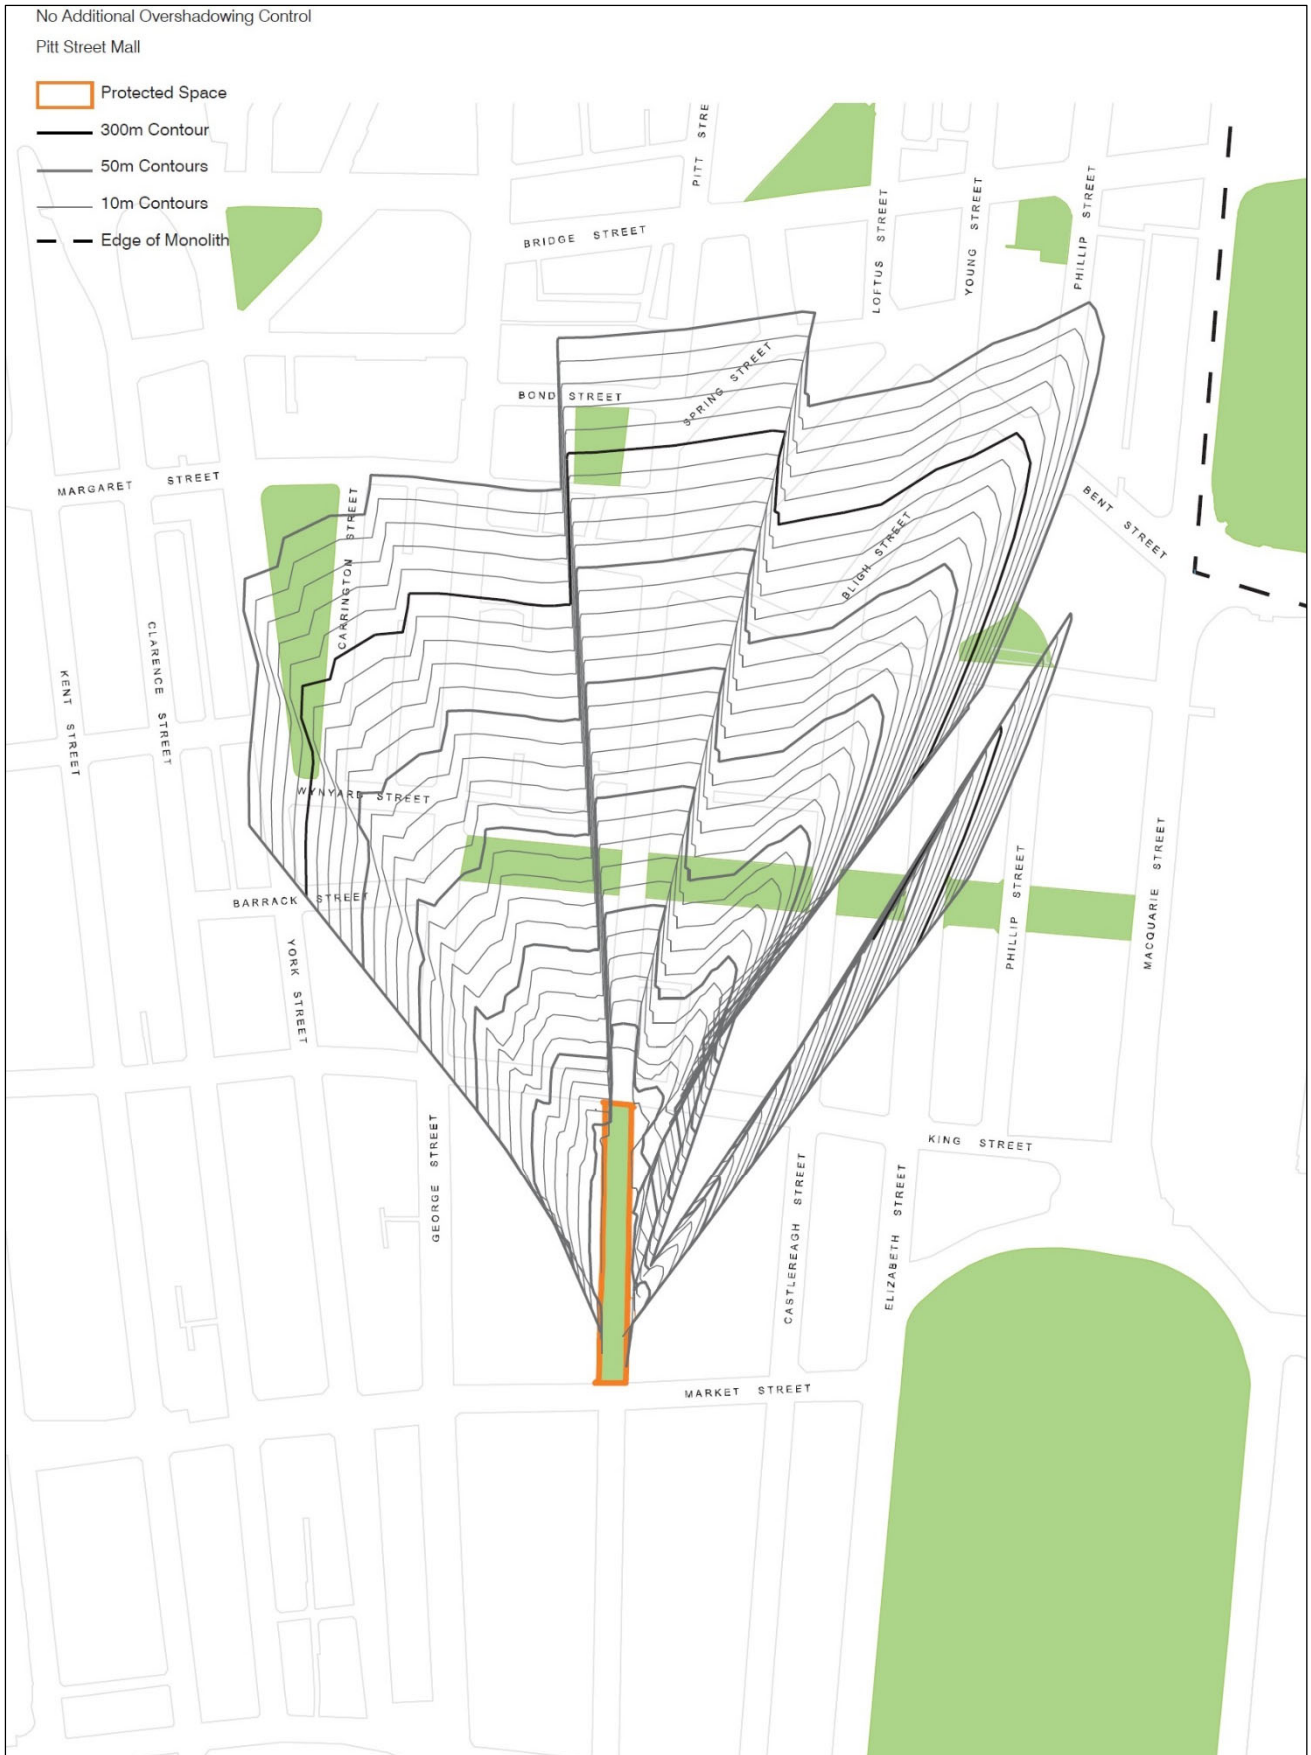 No Additional Overshadowing Control
Pitt Street Mall
Protected Space
300m Contour
50m Contours
10m Contours
Edge of Monolith
PITT STRE
BRIDGE STREET
LOFTUS STREET
YOUNG STREET
PHILLIP STREET
SPRING STREET
BOND STREET
MARGARET STREET
CARRINGTON STREET
BENT STREET
BLIGH STREET
CLARENCE STREET
KENT STREET
WYNYARD STREET
BARRACK STREET
YORK STREET
PHILLIP STREET
MACQUARIE STREET
GEORGE STREET
KING STREET
CASTLEREAGH STREET
ELIZABETH STREET
MARKET STREET